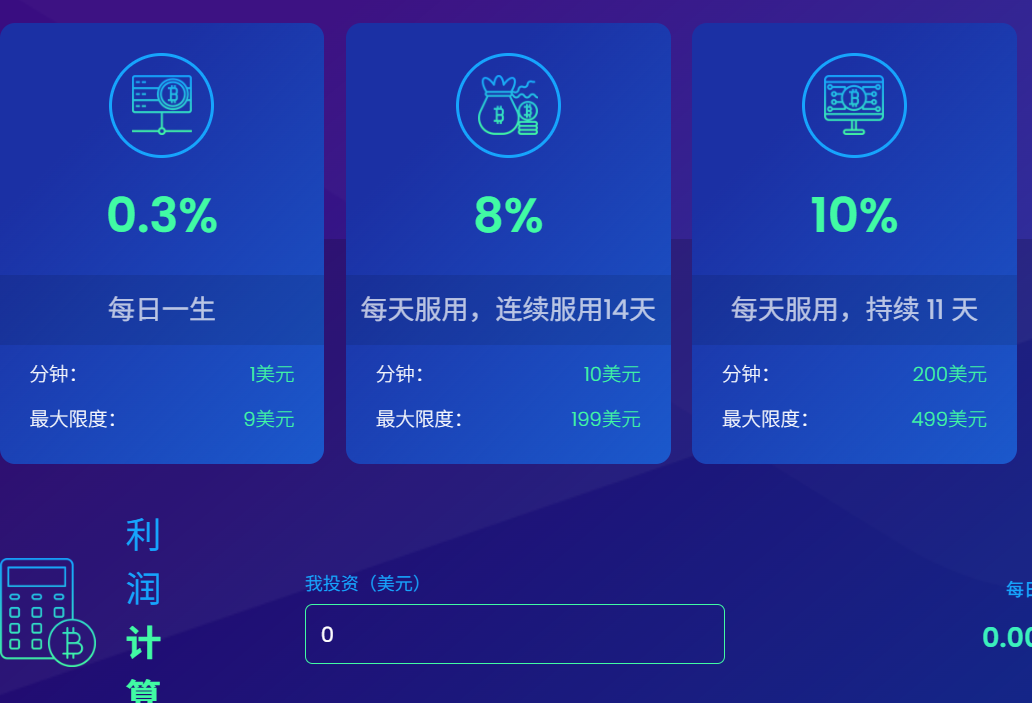 0.3%
每日一生
分钟： 1美元
最大限度： 9美元
8%
每天服用，连续服用14天
分钟： 10美元
最大限度： 199美元
10%
每天服用，持续 11 天
分钟： 200美元
最大限度： 499美元
利
润
计
算
我投资（美元）
0
每日
0.00